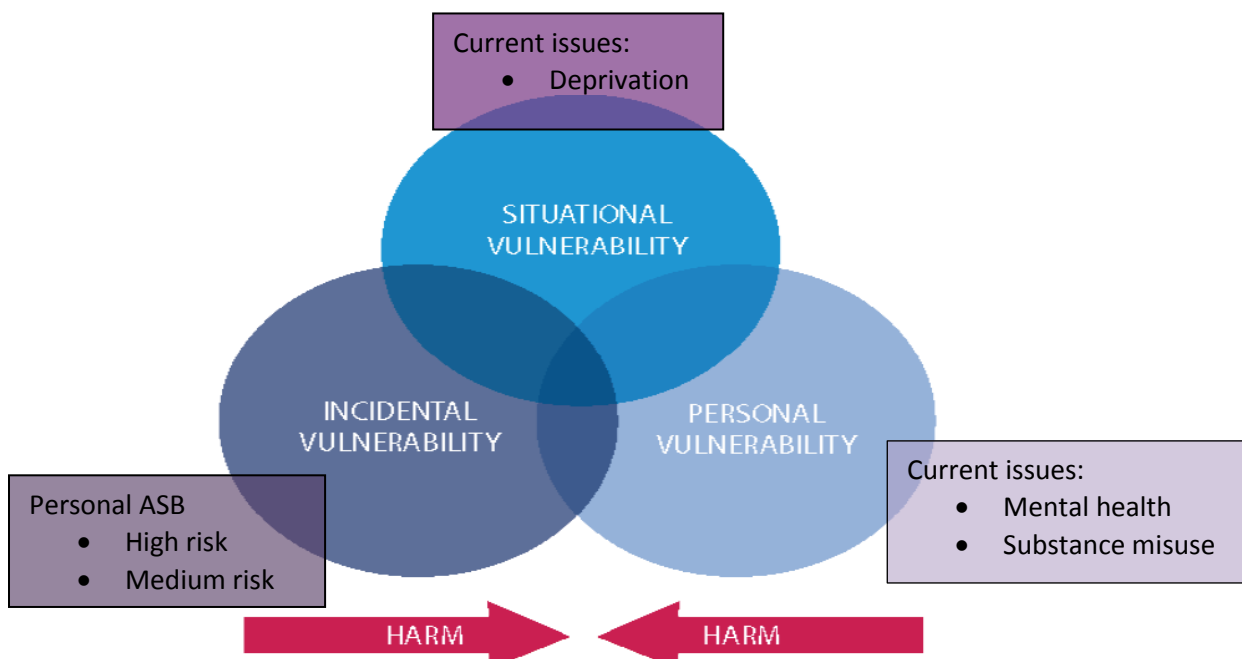 Current issues:
• Deprivation
SITUATIONAL
VULNERABILITY
INCIDENTAL
VULNERABILITY
PERSONAL
VULNERABILITY
Personal ASB
• High risk
• Medium risk
Current issues:
• Mental health
• Substance misuse
HARM
HARM